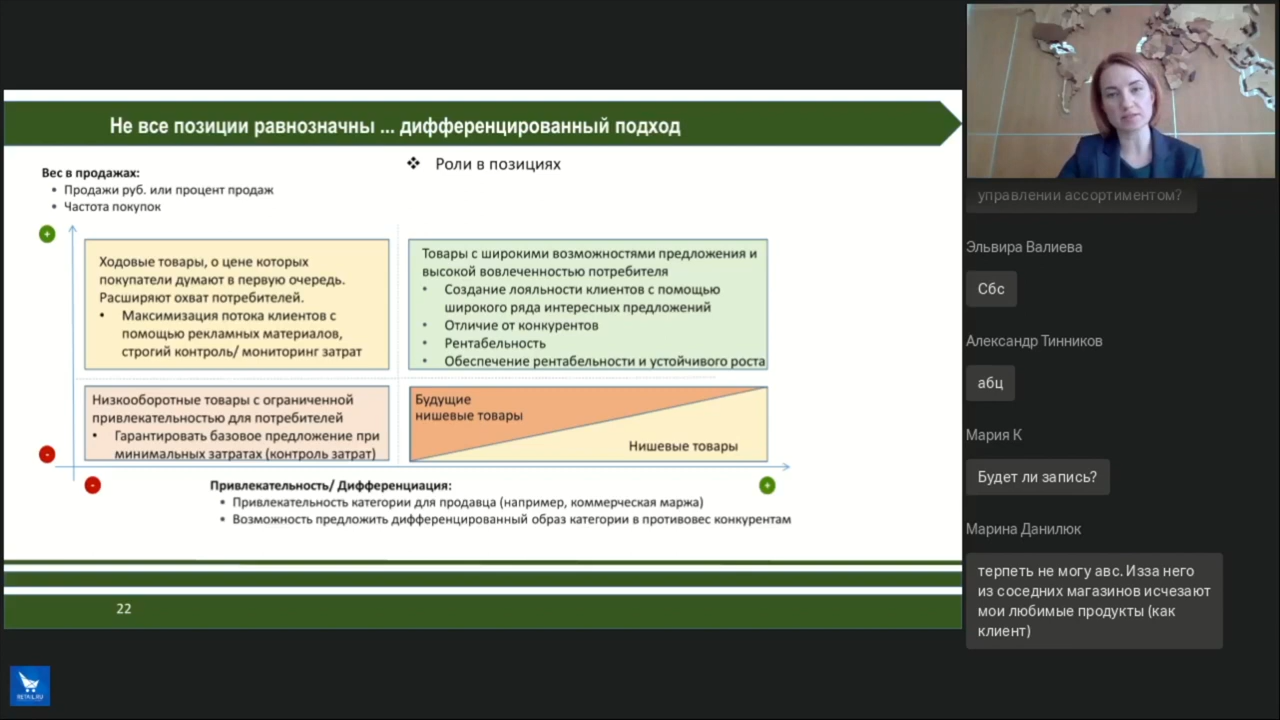 Не все позиции равнозначны ... дифференцированный подход
❖ Роли в позициях
Вес в продажах:
• Продажи руб. или процент продаж
• Частота покупок
+
Ходовые товары, о цене которых
покупатели думают в первую очередь.
Расширяют охват потребителей.
• Максимизация потока клиентов с
помощью рекламных материалов,
строгий контроль/ мониторинг затрат
Товары с широкими возможностями предложения и
высокой вовлеченностью потребителя
• Создание лояльности клиентов с помощью
широкого ряда интересных предложений
• Отличие от конкурентов
• Рентабельность
• Обеспечение рентабельности и устойчивого роста
Низкооборотные товары с ограниченной
привлекательностью для потребителей
• Гарантировать базовое предложение при
минимальных затратах (контроль затрат)
Будущие
нишевые товары
Нишевые товары
-
-
+
Привлекательность/ Дифференциация:
• Привлекательность категории для продавца (например, коммерческая маржа)
• Возможность предложить дифференцированный образ категории в противовес конкурентам
22
RETAIL.RU
управлении ассортиментом?
Эльвира Валиева
Сбс
Александр Тинников
абц
Мария К
Будет ли запись?
Марина Данилюк
терпеть не могу авс. Изза него
из соседних магазинов исчезают
мои любимые продукты (как
клиент)